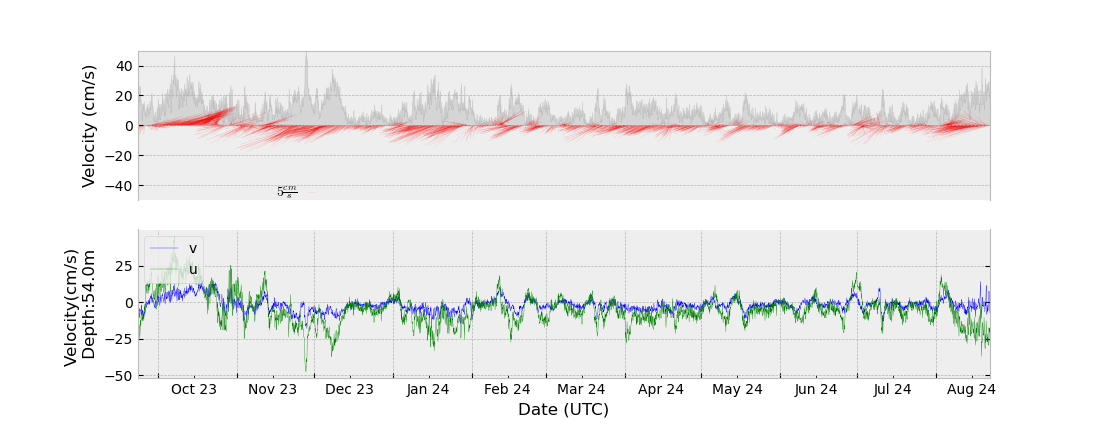 40
20
0
−20
−40
Velocity (cm/s)
5cm/s
v
u
25
0
−25
−50
Velocity(cm/s)
Depth:54.0m
Oct 23 Nov 23 Dec 23 Jan 24 Feb 24 Mar 24 Apr 24 May 24 Jun 24 Jul 24 Aug 24
Date (UTC)